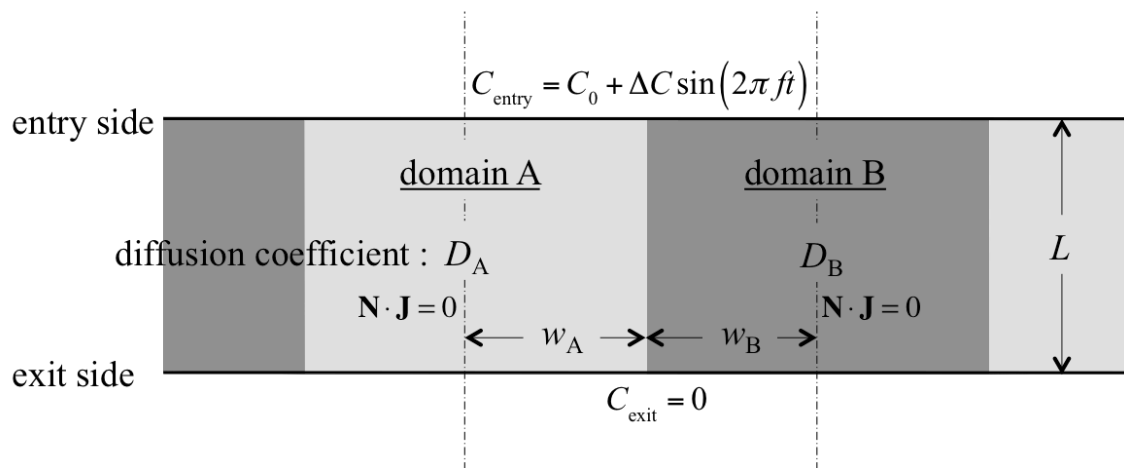 C_entry = C_0 + ΔC sin(2π ft)
entry side
domain A domain B
diffusion coefficient : D_A D_B L
N · J = 0 N · J = 0
w_A w_B
exit side
C_exit = 0